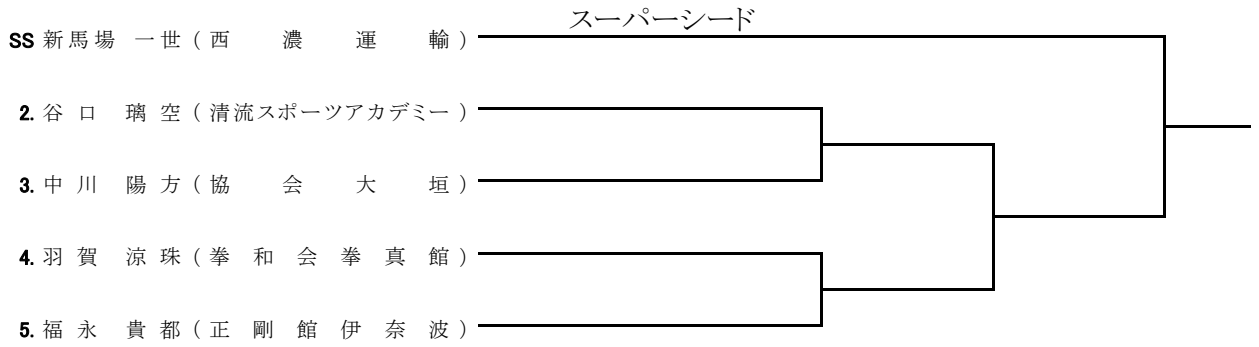 スーパーシード
SS 新馬場 一世 ( 西 濃 運 輸 )
2. 谷 口 璃 空 ( 清流スポーツアカデミー )
3. 中 川 陽 方 ( 協 会 大 垣 )
4. 羽 賀 涼 珠 ( 拳 和 会 拳 真 館 )
5. 福 永 貴 都 ( 正 剛 館 伊 奈 波 )